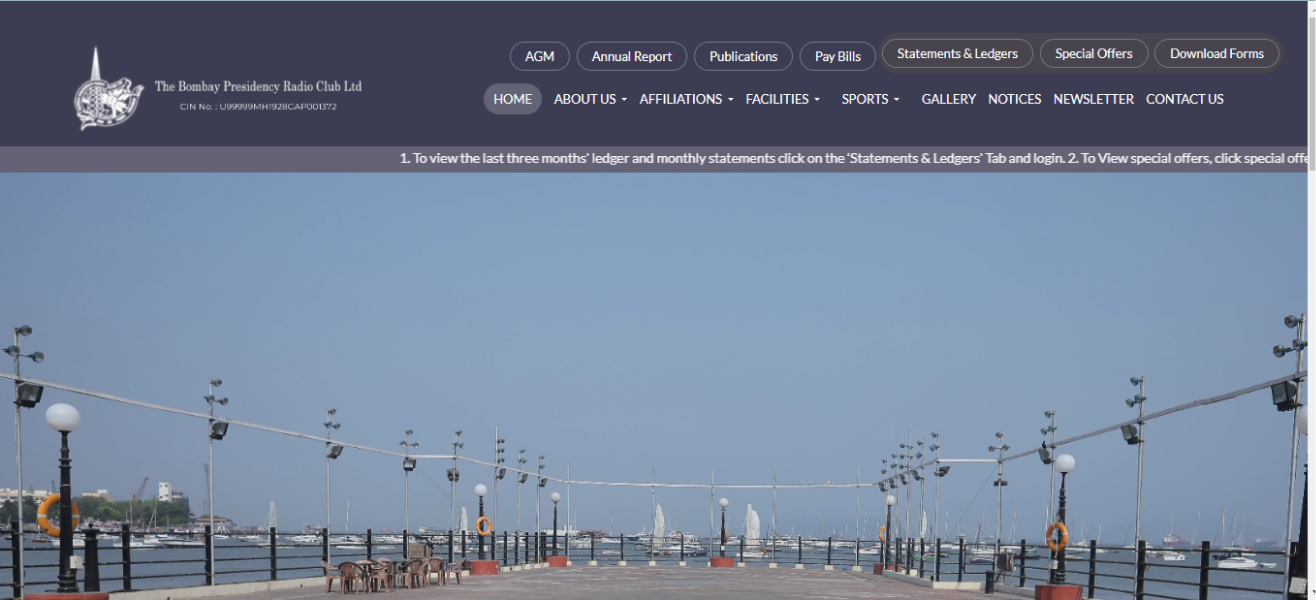 AGM
Annual Report
Publications
Pay Bills
Statements & Ledgers
Special Offers
Download Forms
The Bombay Presidency Radio Club Ltd
CIN No. : U99999MH1928GAP001372
HOME
ABOUT US
AFFILIATIONS
FACILITIES
SPORTS
GALLERY
NOTICES
NEWSLETTER
CONTACT US
1. To view the last three months' ledger and monthly statements click on the 'Statements & Ledgers' Tab and login. 2. To View special offers, click special offe